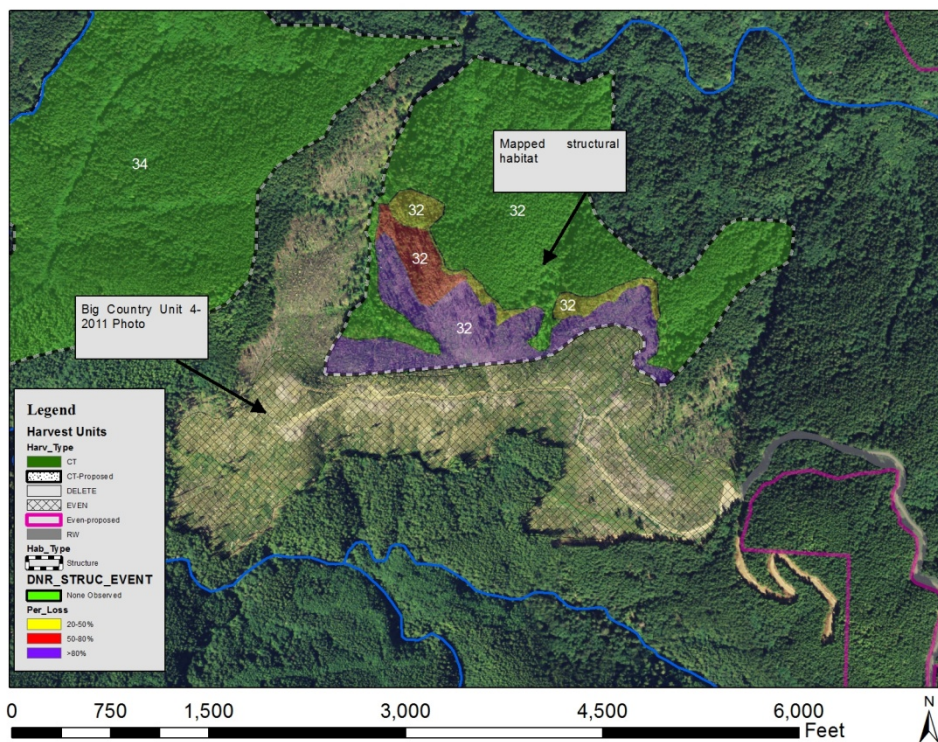 34
32
32
32
32
32
Mapped structural
habitat
Big Country Unit 4-
2011 Photo
Legend
Harvest Units
Harv_Type
CT
CT-Proposed
DELETE
EVEN
Even-proposed
RW
Hab_Type
Structure
DNR_STRUC_EVENT
None Observed
Per_Loss
20-50%
50-80%
>80%
0 750 1,500 3,000 4,500 6,000
Feet
N